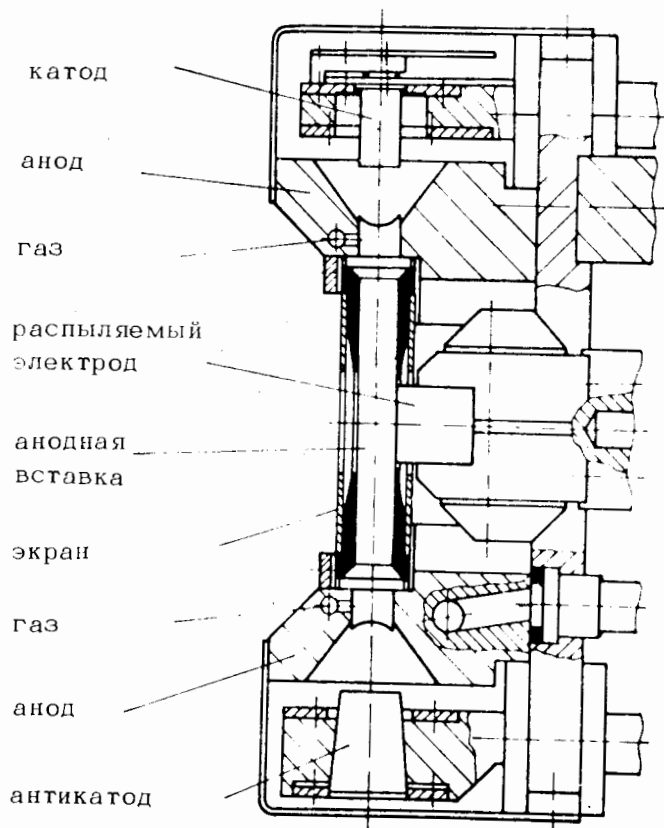 катод
анод
газ
распыляемый
электрод
анодная
вставка
экран
газ
анод
антикатод